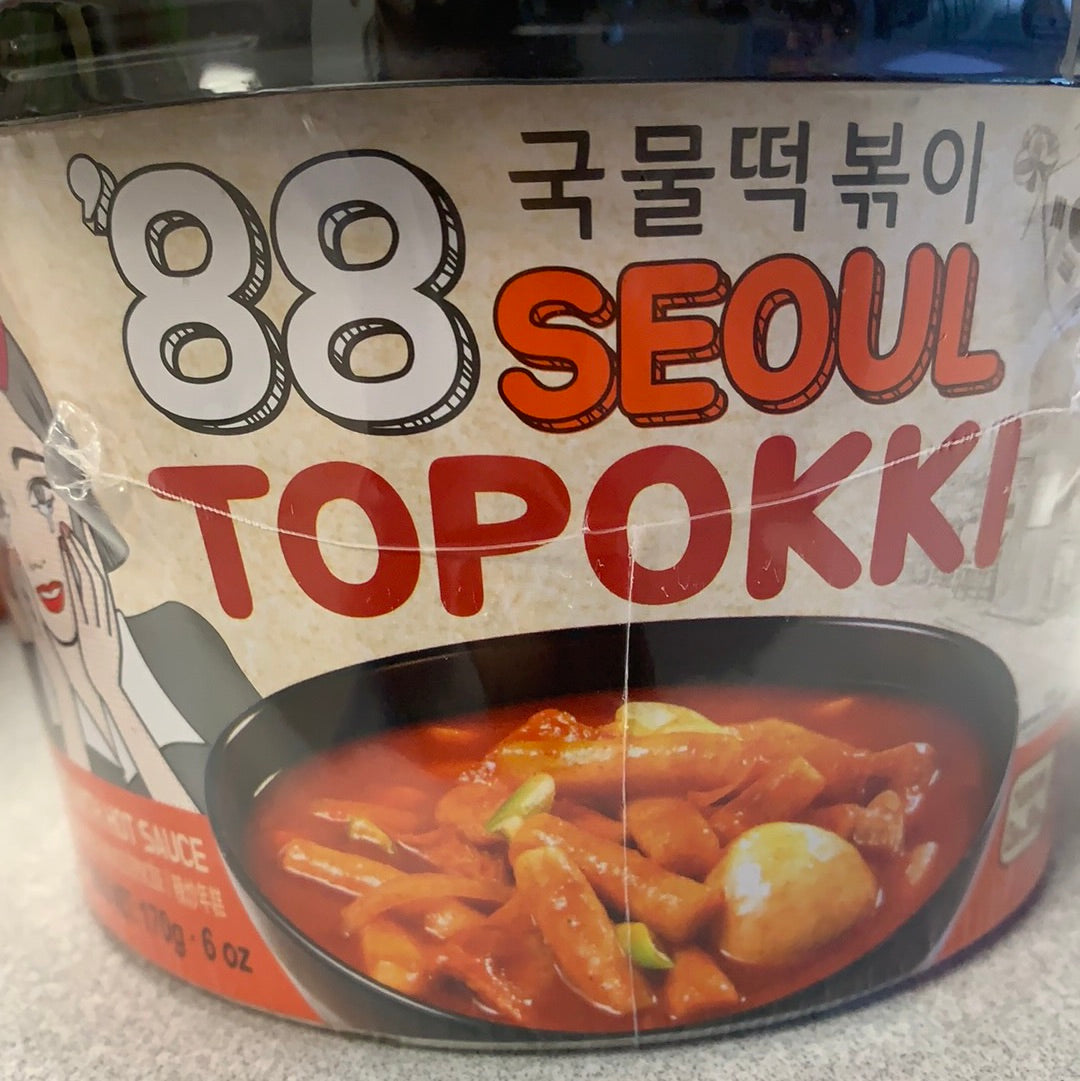 국물떡볶이
'88 SEOUL
TOPOKKI
HOT SAUCE
170g · 6 oz